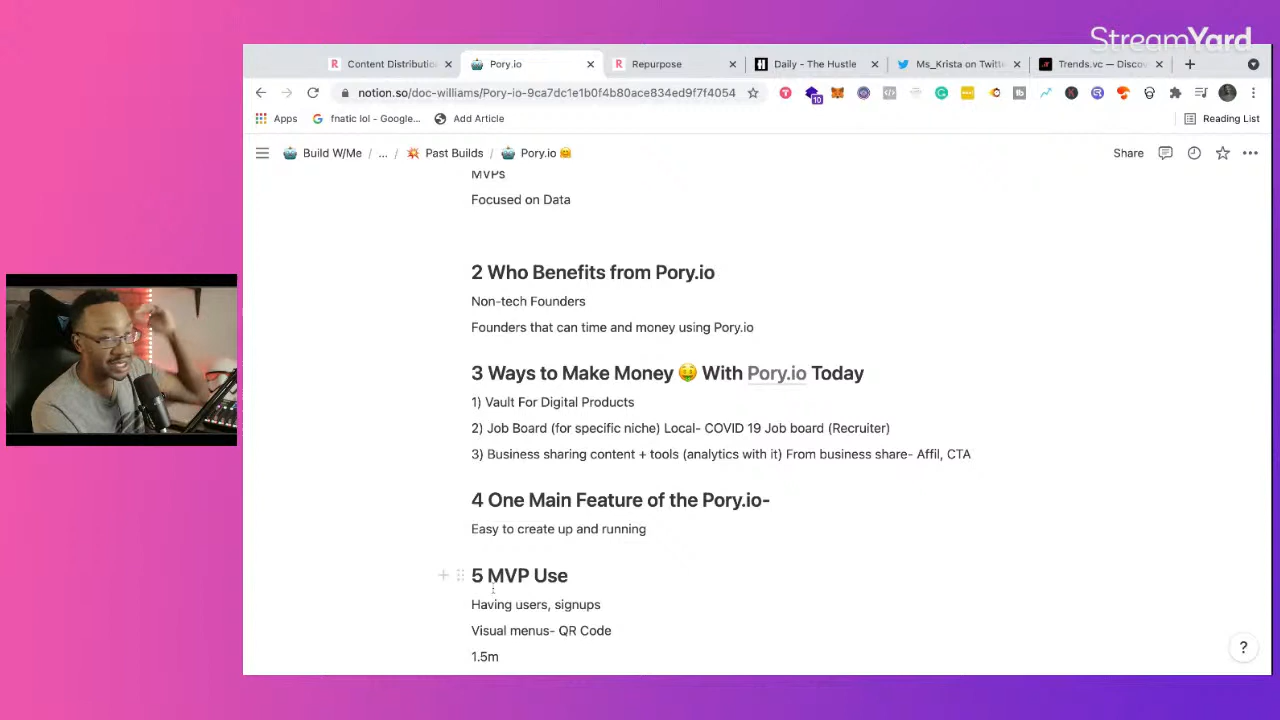 StreamYard
Content Distributio
Pory.io
Repurpose
Daily - The Hustle
Ms_Krista on Twitt
Trends.vc — Disco
notion.so/doc-williams/Pory-io-9ca7dc1e1b0f4b80ace834ed9f7f4054
10
Apps
fnatic lol - Google...
Add Article
Reading List
Build W/Me / ... / Past Builds / Pory.io
Share
MVPs
Focused on Data
2 Who Benefits from Pory.io
Non-tech Founders
Founders that can time and money using Pory.io
3 Ways to Make Money 🤑 With Pory.io Today
1) Vault For Digital Products
2) Job Board (for specific niche) Local- COVID 19 Job board (Recruiter)
3) Business sharing content + tools (analytics with it) From business share- Affil, CTA
4 One Main Feature of the Pory.io-
Easy to create up and running
5 MVP Use
Having users, signups
Visual menus- QR Code
1.5m
?